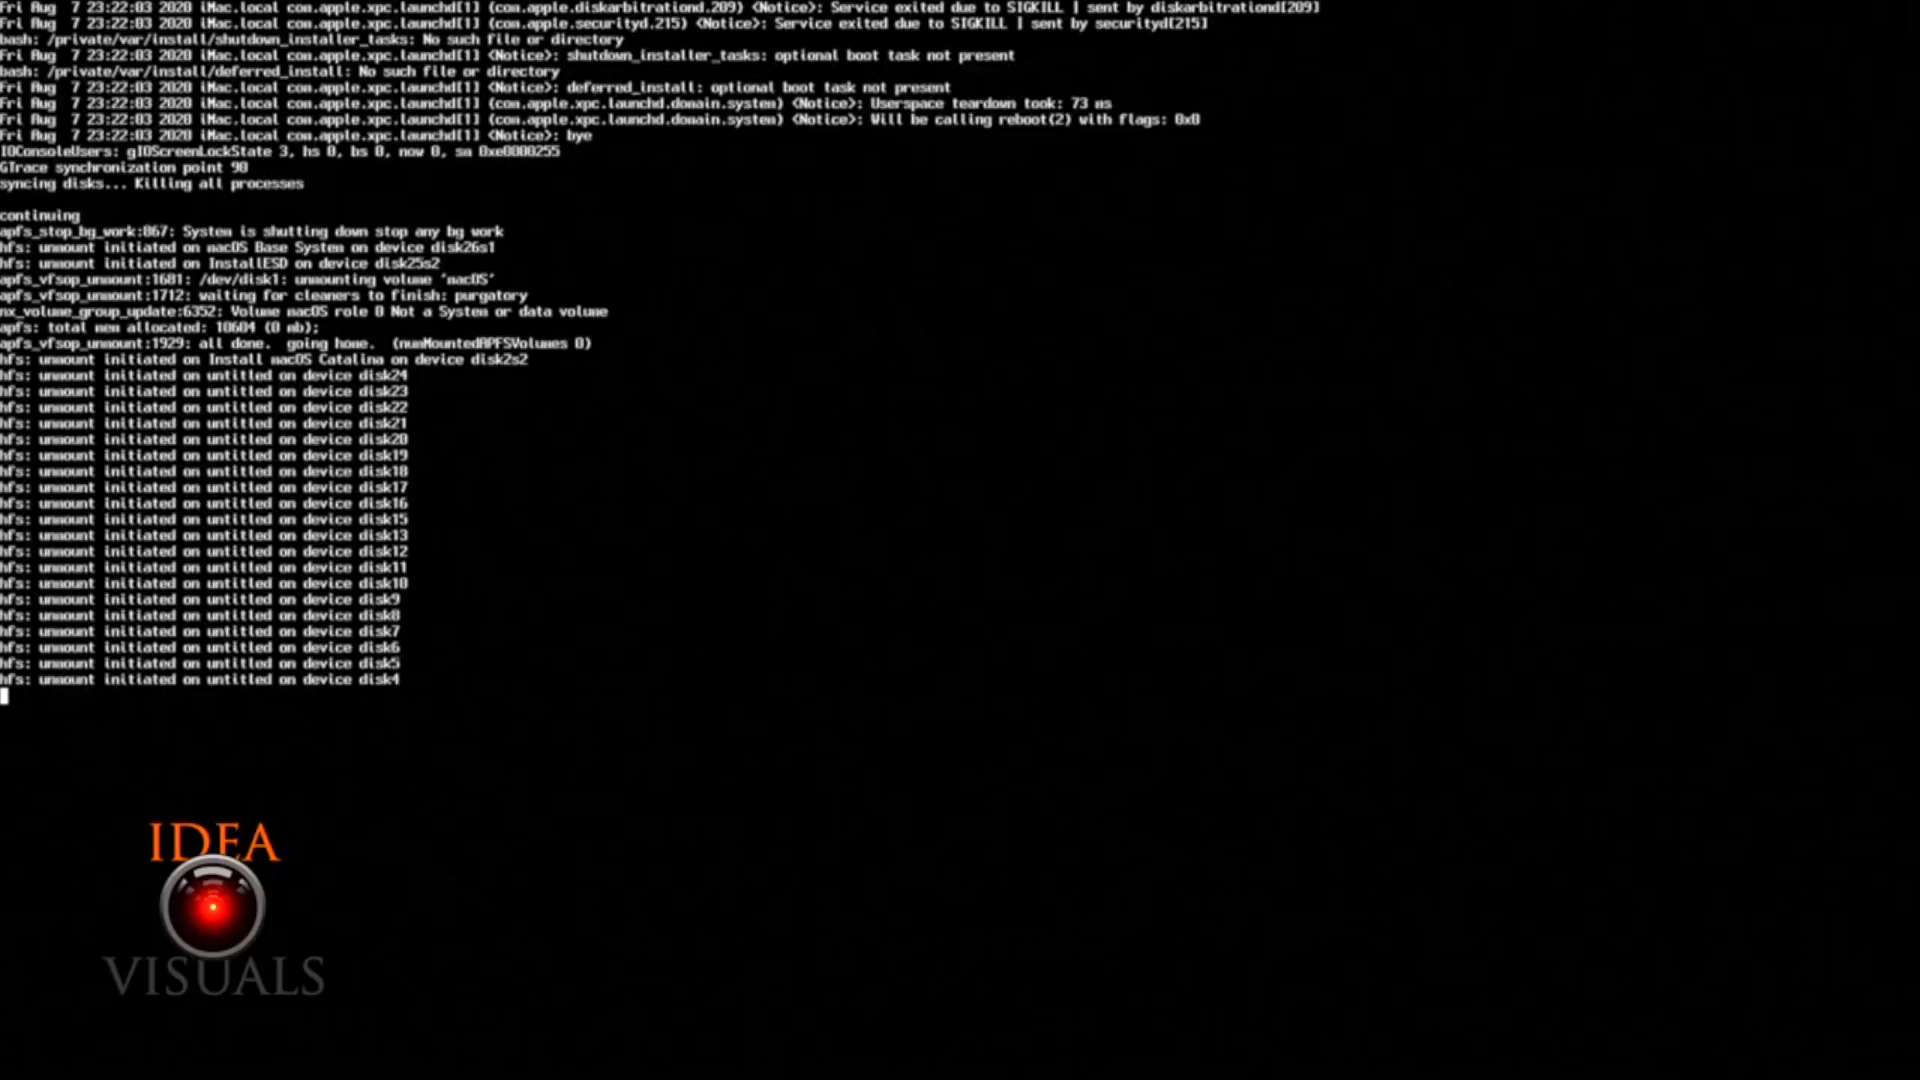 Fri Aug  7 23:22:03 2020 iMac.local com.apple.xpc.launchd[1] (com.apple.diskarbitrationd.209) <Notice>: Service exited due to SIGKILL | sent by diskarbitrationd[209]
Fri Aug  7 23:22:03 2020 iMac.local com.apple.xpc.launchd[1] (com.apple.securityd.215) <Notice>: Service exited due to SIGKILL | sent by securityd[215]
bash: /private/var/install/shutdown_installer_tasks: No such file or directory
Fri Aug  7 23:22:03 2020 iMac.local com.apple.xpc.launchd[1] <Notice>: shutdown_installer_tasks: optional boot task not present
bash: /private/var/install/deferred_install: No such file or directory
Fri Aug  7 23:22:03 2020 iMac.local com.apple.xpc.launchd[1] <Notice>: deferred_install: optional boot task not present
Fri Aug  7 23:22:03 2020 iMac.local com.apple.xpc.launchd[1] (com.apple.xpc.launchd.domain.system) <Notice>: Userspace teardown took: 73 ms
Fri Aug  7 23:22:03 2020 iMac.local com.apple.xpc.launchd[1] (com.apple.xpc.launchd.domain.system) <Notice>: Will be calling reboot(2) with flags: 0x0
Fri Aug  7 23:22:03 2020 iMac.local com.apple.xpc.launchd[1] <Notice>: bye
IOConsoleUsers: gIOScreenLockState 3, hs 0, bs 0, now 0, sm 0xe0000255
GTrace synchronization point 90
syncing disks... Killing all processes
continuing
apfs_stop_bg_work:867: System is shutting down stop any bg work
hfs: unmount initiated on macOS Base System on device disk26s1
hfs: unmount initiated on InstallESD on device disk25s2
apfs_vfsop_unmount:1681: /dev/disk1: unmounting volume 'macOS'
apfs_vfsop_unmount:1712: waiting for cleaners to finish: purgatory
nx_volume_group_update:6352: Volume macOS role 0 Not a System or data volume
apfs: total mem allocated: 10604 (0 mb);
apfs_vfsop_unmount:1929: all done.  going home.  (numMountedAPFSVolumes 0)
hfs: unmount initiated on Install macOS Catalina on device disk2s2
hfs: unmount initiated on untitled on device disk24
hfs: unmount initiated on untitled on device disk23
hfs: unmount initiated on untitled on device disk22
hfs: unmount initiated on untitled on device disk21
hfs: unmount initiated on untitled on device disk20
hfs: unmount initiated on untitled on device disk19
hfs: unmount initiated on untitled on device disk18
hfs: unmount initiated on untitled on device disk17
hfs: unmount initiated on untitled on device disk16
hfs: unmount initiated on untitled on device disk15
hfs: unmount initiated on untitled on device disk13
hfs: unmount initiated on untitled on device disk12
hfs: unmount initiated on untitled on device disk11
hfs: unmount initiated on untitled on device disk10
hfs: unmount initiated on untitled on device disk9
hfs: unmount initiated on untitled on device disk8
hfs: unmount initiated on untitled on device disk7
hfs: unmount initiated on untitled on device disk6
hfs: unmount initiated on untitled on device disk5
hfs: unmount initiated on untitled on device disk4
IDEA
VISUALS